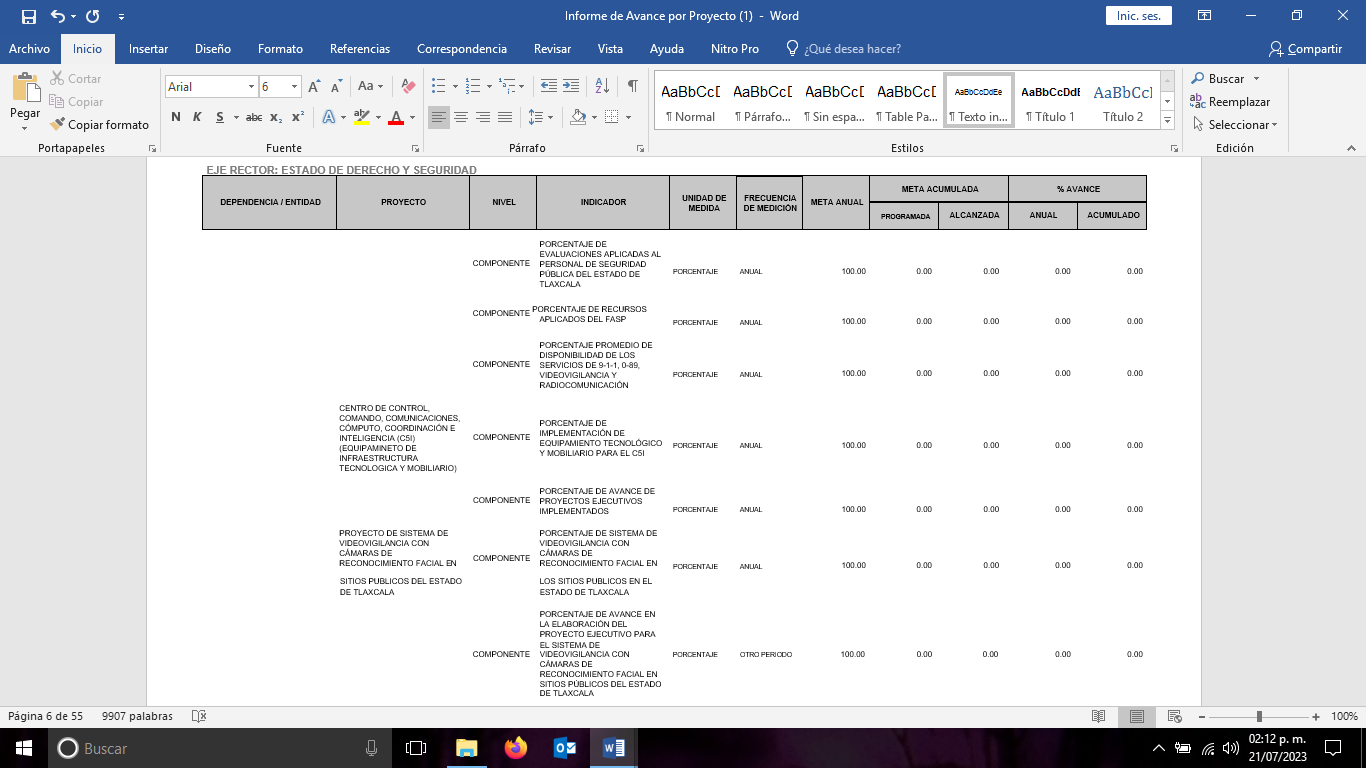 Informe de Avance por Proyecto (1) - Word
Inic. ses.
Archivo Inicio Insertar Diseño Formato Referencias Correspondencia Revisar Vista Ayuda Nitro Pro ¿Qué desea hacer? Compartir
Pegar
Cortar
Copiar
Copiar formato
Portapapeles
Arial 6 Aa
N K S abc x₂ x² A A
Fuente
Párrafo
AaBbCcI AaBbCcI AaBbCcI AaBbCcI AaBbCcDdEe AaBbCcDdE AaBbCcI
¶ Normal ¶ Párrafo... ¶ Sin espa... ¶ Table Pa... ¶ Texto in... ¶ Título 1 Título 2
Estilos
Buscar
Reemplazar
Seleccionar
Edición
EJE RECTOR: ESTADO DE DERECHO Y SEGURIDAD
DEPENDENCIA / ENTIDAD
PROYECTO
NIVEL
INDICADOR
UNIDAD DE
MEDIDA
FRECUENCIA
DE MEDICIÓN
META ANUAL
META ACUMULADA
PROGRAMADA
ALCANZADA
% AVANCE
ANUAL
ACUMULADO
COMPONENTE
PORCENTAJE DE
EVALUACIONES APLICADAS AL
PERSONAL DE SEGURIDAD
PÚBLICA DEL ESTADO DE
TLAXCALA
PORCENTAJE ANUAL 100.00 0.00 0.00 0.00 0.00
COMPONENTE PORCENTAJE DE RECURSOS
APLICADOS DEL FASP
PORCENTAJE ANUAL 100.00 0.00 0.00 0.00 0.00
COMPONENTE
PORCENTAJE PROMEDIO DE
DISPONIBILIDAD DE LOS
SERVICIOS DE 9-1-1, 0-89,
VIDEOVIGILANCIA Y
RADIOCOMUNICACIÓN
PORCENTAJE ANUAL 100.00 0.00 0.00 0.00 0.00
CENTRO DE CONTROL,
COMANDO, COMUNICACIONES,
CÓMPUTO, COORDINACIÓN E
INTELIGENCIA (C5I)
(EQUIPAMINETO DE
INFRAESTRUCTURA
TECNOLOGICA Y MOBILIARIO)
COMPONENTE
PORCENTAJE DE
IMPLEMENTACIÓN DE
EQUIPAMIENTO TECNOLÓGICO
Y MOBILIARIO PARA EL C5I
PORCENTAJE ANUAL 100.00 0.00 0.00 0.00 0.00
COMPONENTE
PORCENTAJE DE AVANCE DE
PROYECTOS EJECUTIVOS
IMPLEMENTADOS
PORCENTAJE ANUAL 100.00 0.00 0.00 0.00 0.00
PROYECTO DE SISTEMA DE
VIDEOVIGILANCIA CON
CÁMARAS DE
RECONOCIMIENTO FACIAL EN
SITIOS PUBLICOS DEL ESTADO
DE TLAXCALA
COMPONENTE
PORCENTAJE DE SISTEMA DE
VIDEOVIGILANCIA CON
CÁMARAS DE
RECONOCIMIENTO FACIAL EN
LOS SITIOS PUBLICOS EN EL
ESTADO DE TLAXCALA
PORCENTAJE ANUAL 100.00 0.00 0.00 0.00 0.00
COMPONENTE
PORCENTAJE DE AVANCE EN
LA ELABORACIÓN DEL
PROYECTO EJECUTIVO PARA
EL SISTEMA DE
VIDEOVIGILANCIA CON
CÁMARAS DE
RECONOCIMIENTO FACIAL EN
SITIOS PÚBLICOS DEL ESTADO
DE TLAXCALA
PORCENTAJE OTRO PERIODO 100.00 0.00 0.00 0.00 0.00
Página 6 de 55 9907 palabras 100%
Buscar
02:12 p. m.
21/07/2023